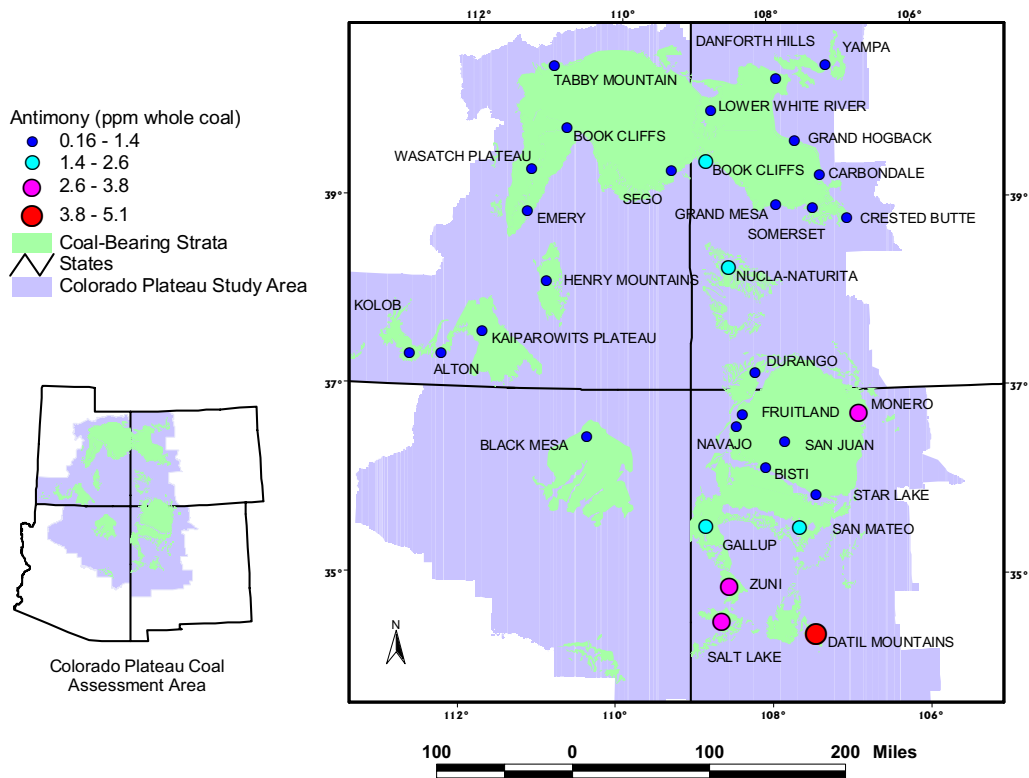 112°
110°
108°
106°
DANFORTH HILLS
YAMPA
TABBY MOUNTAIN
LOWER WHITE RIVER
BOOK CLIFFS
GRAND HOGBACK
WASATCH PLATEAU
BOOK CLIFFS
CARBONDALE
39°
39°
SEGO
EMERY
GRAND MESA
CRESTED BUTTE
SOMERSET
HENRY MOUNTAINS
NUCLA-NATURITA
KOLOB
KAIPAROWITS PLATEAU
ALTON
DURANGO
37°
37°
MONERO
FRUITLAND
BLACK MESA
NAVAJO
SAN JUAN
BISTI
STAR LAKE
SAN MATEO
GALLUP
35°
35°
ZUNI
N
DATIL MOUNTAINS
SALT LAKE
112°
110°
108°
106°
Antimony (ppm whole coal)
0.16 - 1.4
1.4 - 2.6
2.6 - 3.8
3.8 - 5.1
Coal-Bearing Strata
States
Colorado Plateau Study Area
Colorado Plateau Coal
Assessment Area
100 0 100 200 Miles